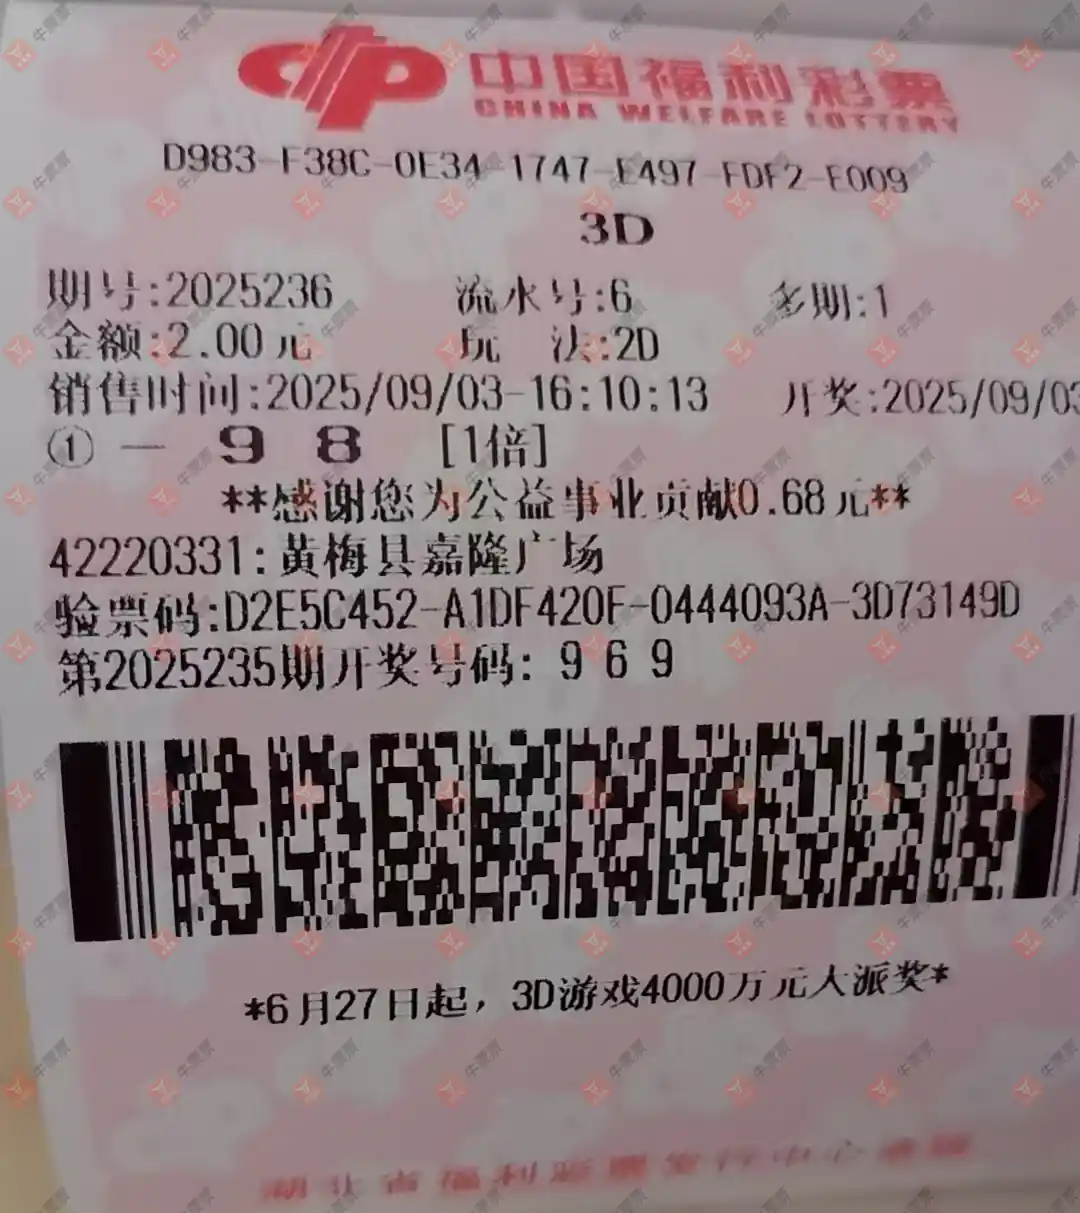 中国福利彩票
CHINA WELFARE LOTTERY
D983-F38C-0E34-1747-E497-FDF2-E009
3D
期号:2025236 流水号:6 多期:1
金额:2.00元 玩 法:2D
销售时间:2025/09/03-16:10:13 开奖:2025/09/03
① — 9 8 [1倍]
**感谢您为公益事业贡献0.68元**
42220331:黄梅县嘉隆广场
验票码:D2E5C452-A1DF420F-0444093A-3D73149D
第2025235期开奖号码: 9 6 9
*6月27日起，3D游戏4000万元大派奖*
牛票票